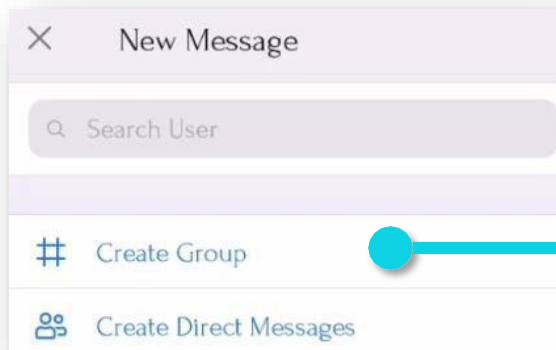 New Message
Search User
Create Group
Create Direct Messages